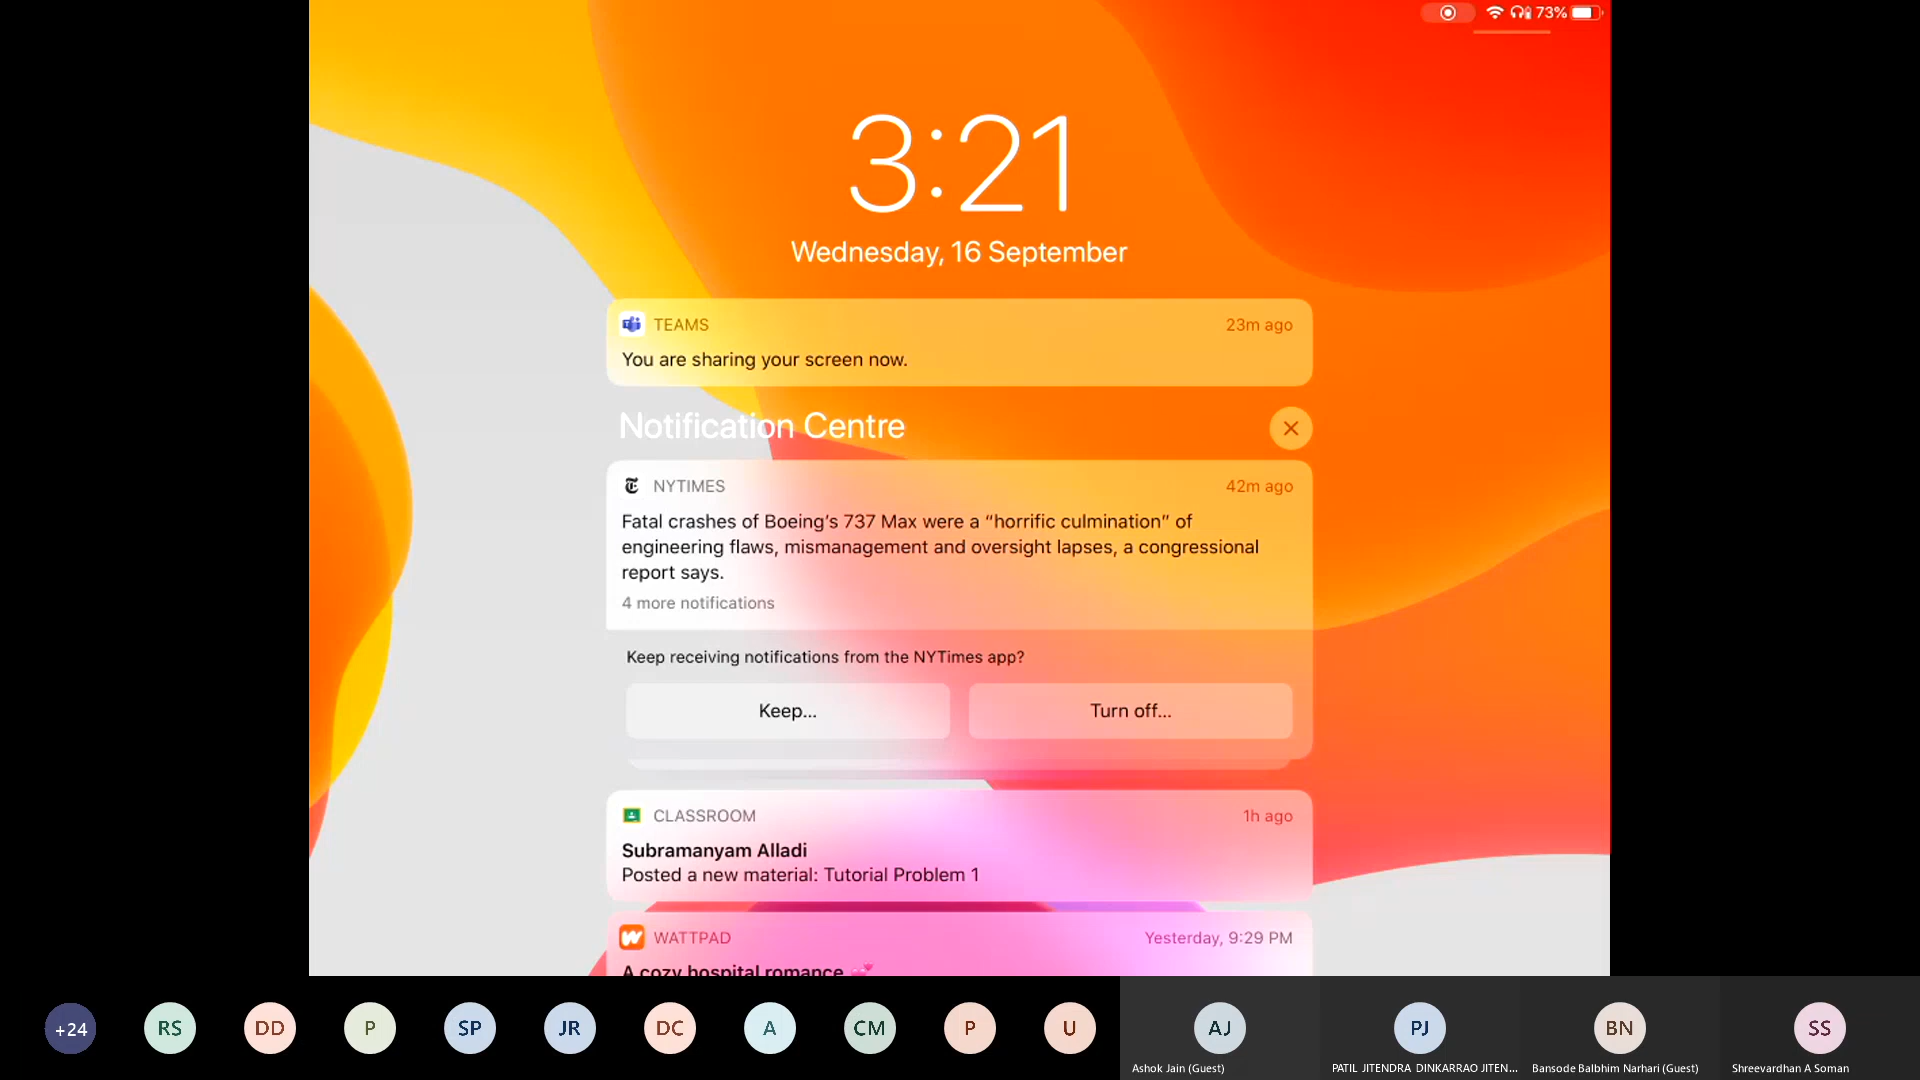 73%
3:21
Wednesday, 16 September
TEAMS
23m ago
You are sharing your screen now.
Notification Centre
NYTIMES
42m ago
Fatal crashes of Boeing’s 737 Max were a “horrific culmination” of
engineering flaws, mismanagement and oversight lapses, a congressional
report says.
4 more notifications
Keep receiving notifications from the NYTimes app?
Keep...
Turn off...
CLASSROOM
1h ago
Subramanyam Alladi
Posted a new material: Tutorial Problem 1
WATTPAD
Yesterday, 9:29 PM
A cozy hospital romance 💕
+24
RS
DD
P
SP
JR
DC
A
CM
P
U
AJ
PJ
BN
SS
Ashok Jain (Guest)
PATIL JITENDRA DINKARRAO JITEN...
Bansode Balbhim Narhari (Guest)
Shreevardhan A Soman